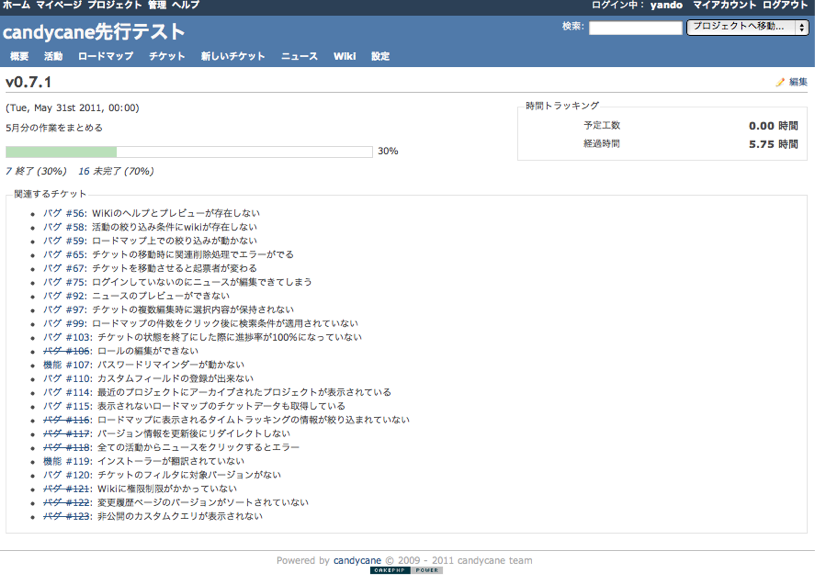 ホーム マイページ プロジェクト 管理 ヘルプ
ログイン中： yando マイアカウント ログアウト
candycane先行テスト
検索:
プロジェクトへ移動...
概要 活動 ロードマップ チケット 新しいチケット ニュース Wiki 設定
v0.7.1
編集
(Tue, May 31st 2011, 00:00)
5月分の作業をまとめる
30%
7 終了 (30%) 16 未完了 (70%)
時間トラッキング
予定工数 0.00 時間
経過時間 5.75 時間
関連するチケット
バグ #56: WiKiのヘルプとプレビューが存在しない
バグ #58: 活動の絞り込み条件にwikiが存在しない
バグ #59: ロードマップ上での絞り込みが動かない
バグ #65: チケットの移動時に関連削除処理でエラーがでる
バグ #67: チケットを移動させると起票者が変わる
バグ #75: ログインしていないのにニュースが編集できてしまう
バグ #92: ニュースのプレビューができない
バグ #97: チケットの複数編集時に選択内容が保持されない
バグ #99: ロードマップの件数をクリック後に検索条件が適用されていない
バグ #103: チケットの状態を終了にした際に進捗率が100%になっていない
バグ #106: ロールの編集ができない
機能 #107: パスワードリマインダーが動かない
バグ #110: カスタムフィールドの登録が出来ない
バグ #114: 最近のプロジェクトにアーカイブされたプロジェクトが表示されている
バグ #115: 表示されないロードマップのチケットデータも取得している
バグ #116: ロードマップに表示されるタイムトラッキングの情報が絞り込まれていない
バグ #117: バージョン情報を更新後にリダイレクトしない
バグ #118: 全ての活動からニュースをクリックするとエラー
機能 #119: インストーラーが翻訳されていない
バグ #120: チケットのフィルタに対象バージョンがない
バグ #121: Wikiに権限制限がかかっていない
バグ #122: 変更履歴ページのバージョンがソートされていない
バグ #123: 非公開のカスタムクエリが表示されない
Powered by candycane © 2009 - 2011 candycane team
CAKEPHP POWER